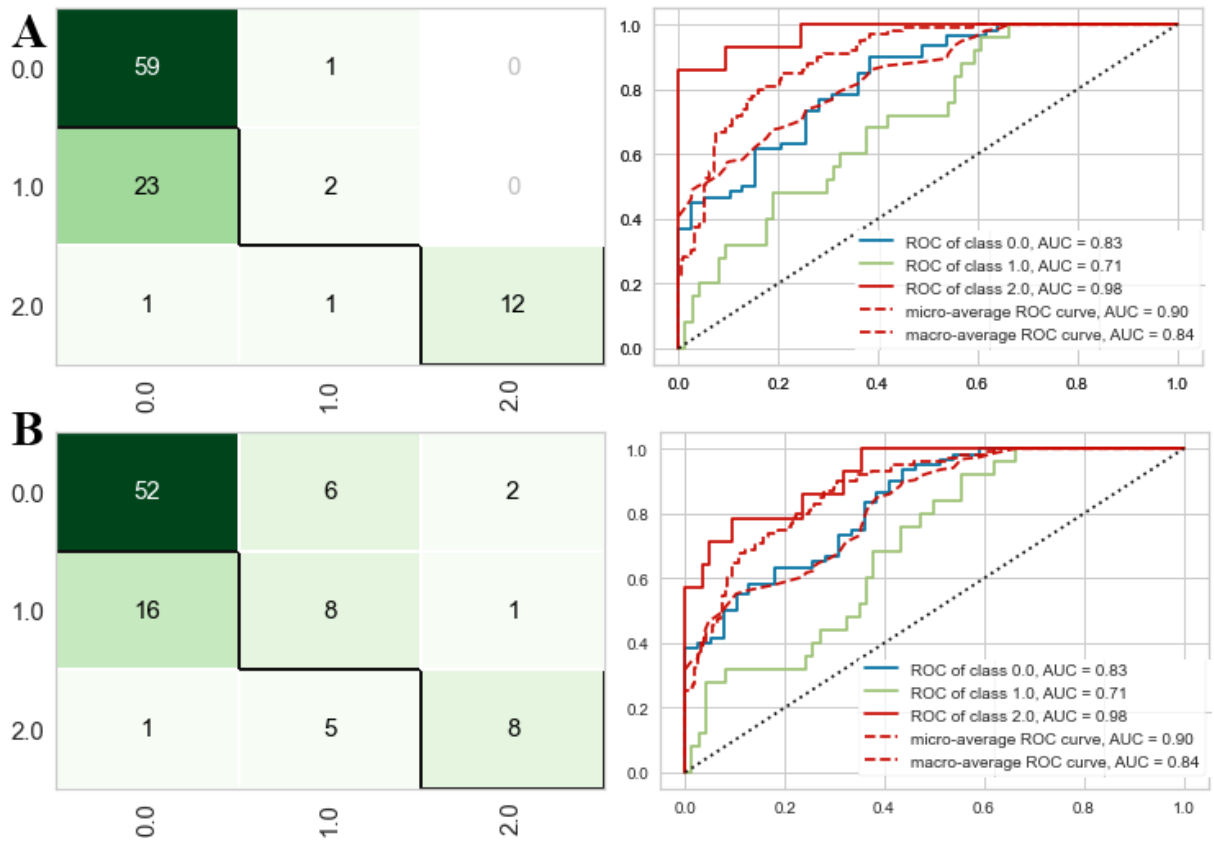 A
0.0 59 1 0
1.0 23 2 0
2.0 1 1 12
0.0 1.0 2.0
1.0
0.8
0.6
0.4
0.2
0.0
ROC of class 0.0, AUC = 0.83
ROC of class 1.0, AUC = 0.71
ROC of class 2.0, AUC = 0.98
micro-average ROC curve, AUC = 0.90
macro-average ROC curve, AUC = 0.84
0.0 0.2 0.4 0.6 0.8 1.0
B
0.0 52 6 2
1.0 16 8 1
2.0 1 5 8
0.0 1.0 2.0
1.0
0.8
0.6
0.4
0.2
0.0
ROC of class 0.0, AUC = 0.83
ROC of class 1.0, AUC = 0.71
ROC of class 2.0, AUC = 0.98
micro-average ROC curve, AUC = 0.90
macro-average ROC curve, AUC = 0.84
0.0 0.2 0.4 0.6 0.8 1.0